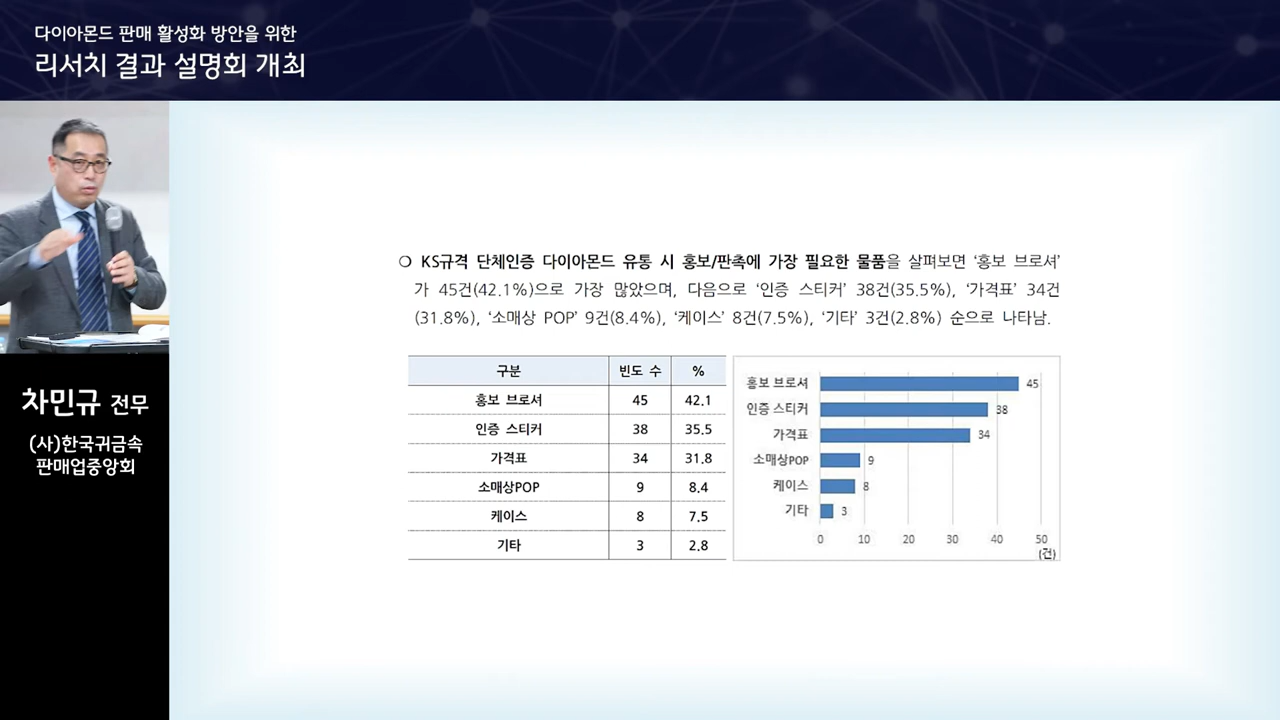 다이아몬드 판매 활성화 방안을 위한
리서치 결과 설명회 개최
차민규 전무
(사)한국귀금속
판매업중앙회
❍ KS규격 단체인증 다이아몬드 유통 시 홍보/판촉에 가장 필요한 물품을 살펴보면 ‘홍보 브로셔’
가 45건(42.1%)으로 가장 많았으며, 다음으로 ‘인증 스티커’ 38건(35.5%), ‘가격표’ 34건
(31.8%), ‘소매상 POP’ 9건(8.4%), ‘케이스’ 8건(7.5%), ‘기타’ 3건(2.8%) 순으로 나타남.
구분 빈도 수 %
홍보 브로셔 45 42.1
인증 스티커 38 35.5
가격표 34 31.8
소매상POP 9 8.4
케이스 8 7.5
기타 3 2.8
홍보 브로셔 45
인증 스티커 38
가격표 34
소매상POP 9
케이스 8
기타 3
0 10 20 30 40 50
(건)